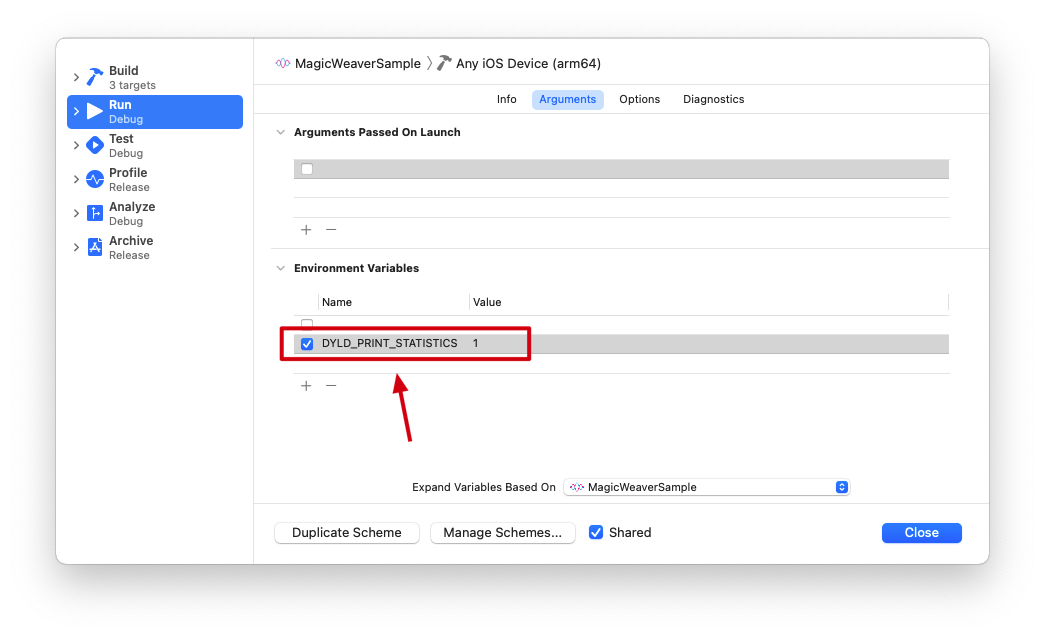 Build
3 targets
Run
Debug
Test
Debug
Profile
Release
Analyze
Debug
Archive
Release
MagicWeaverSample 〉 Any iOS Device (arm64)
Info Arguments Options Diagnostics
Arguments Passed On Launch
Environment Variables
Name Value
DYLD_PRINT_STATISTICS 1
Expand Variables Based On MagicWeaverSample
Duplicate Scheme Manage Schemes... Shared Close